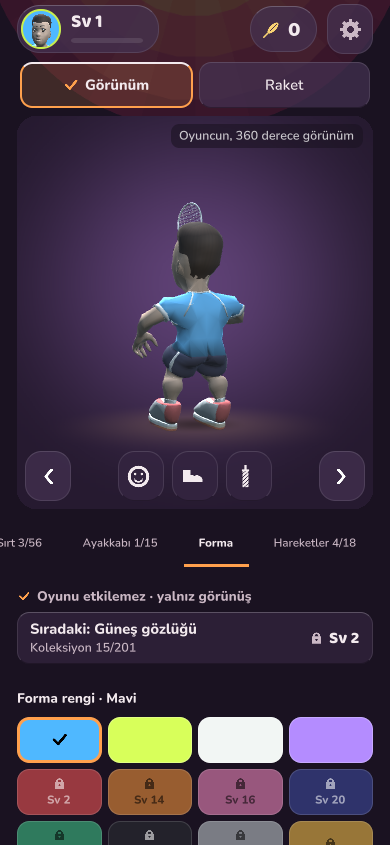 Sv 1
0
Görünüm
Raket
Oyuncun, 360 derece görünüm
Sırt 3/56
Ayakkabı 1/15
Forma
Hareketler 4/18
Oyunu etkilemez · yalnız görünüş
Sıradaki: Güneş gözlüğü
Sv 2
Koleksiyon 15/201
Forma rengi · Mavi
Sv 2
Sv 14
Sv 16
Sv 20